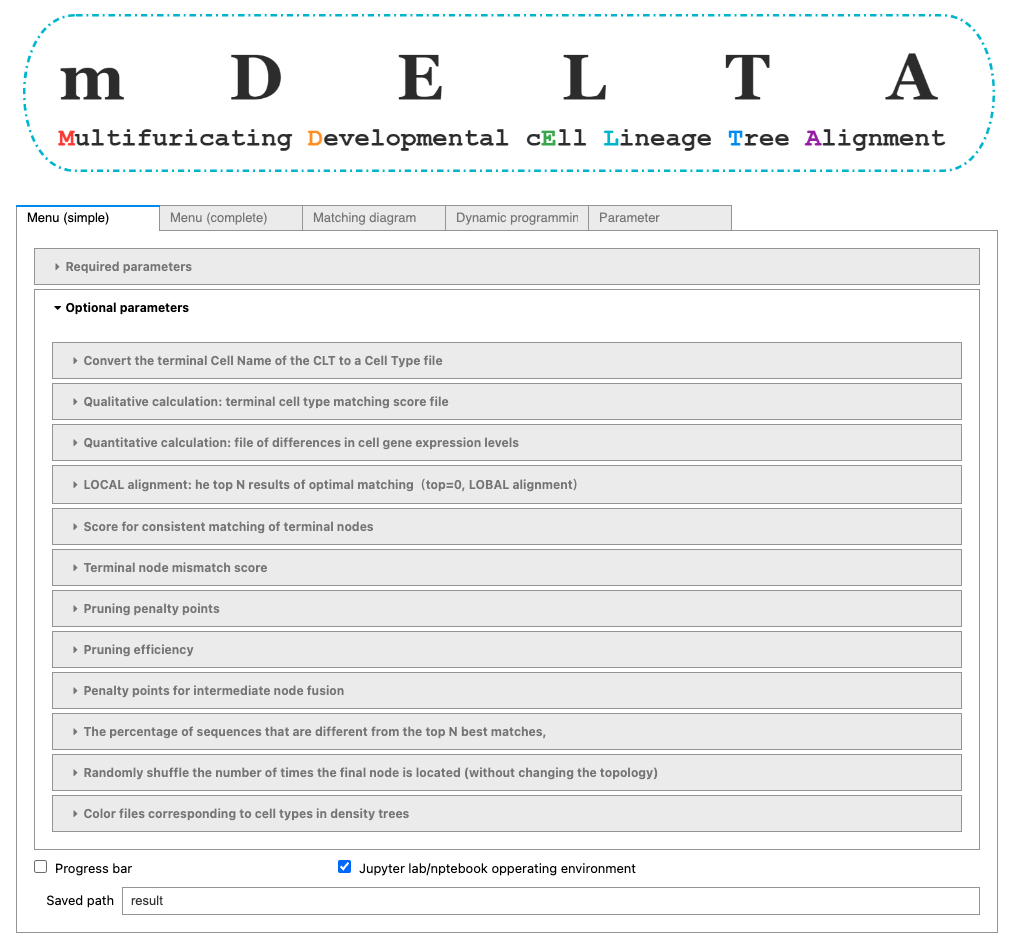 m D E L T A
Multifuricating Developmental cEll Lineage Tree Alignment
Menu (simple) Menu (complete) Matching diagram Dynamic programmin Parameter
Required parameters
Optional parameters
Convert the terminal Cell Name of the CLT to a Cell Type file
Qualitative calculation: terminal cell type matching score file
Quantitative calculation: file of differences in cell gene expression levels
LOCAL alignment: he top N results of optimal matching（top=0, LOBAL alignment）
Score for consistent matching of terminal nodes
Terminal node mismatch score
Pruning penalty points
Pruning efficiency
Penalty points for intermediate node fusion
The percentage of sequences that are different from the top N best matches,
Randomly shuffle the number of times the final node is located (without changing the topology)
Color files corresponding to cell types in density trees
Progress bar Jupyter lab/nptebook opperating environment
Saved path result